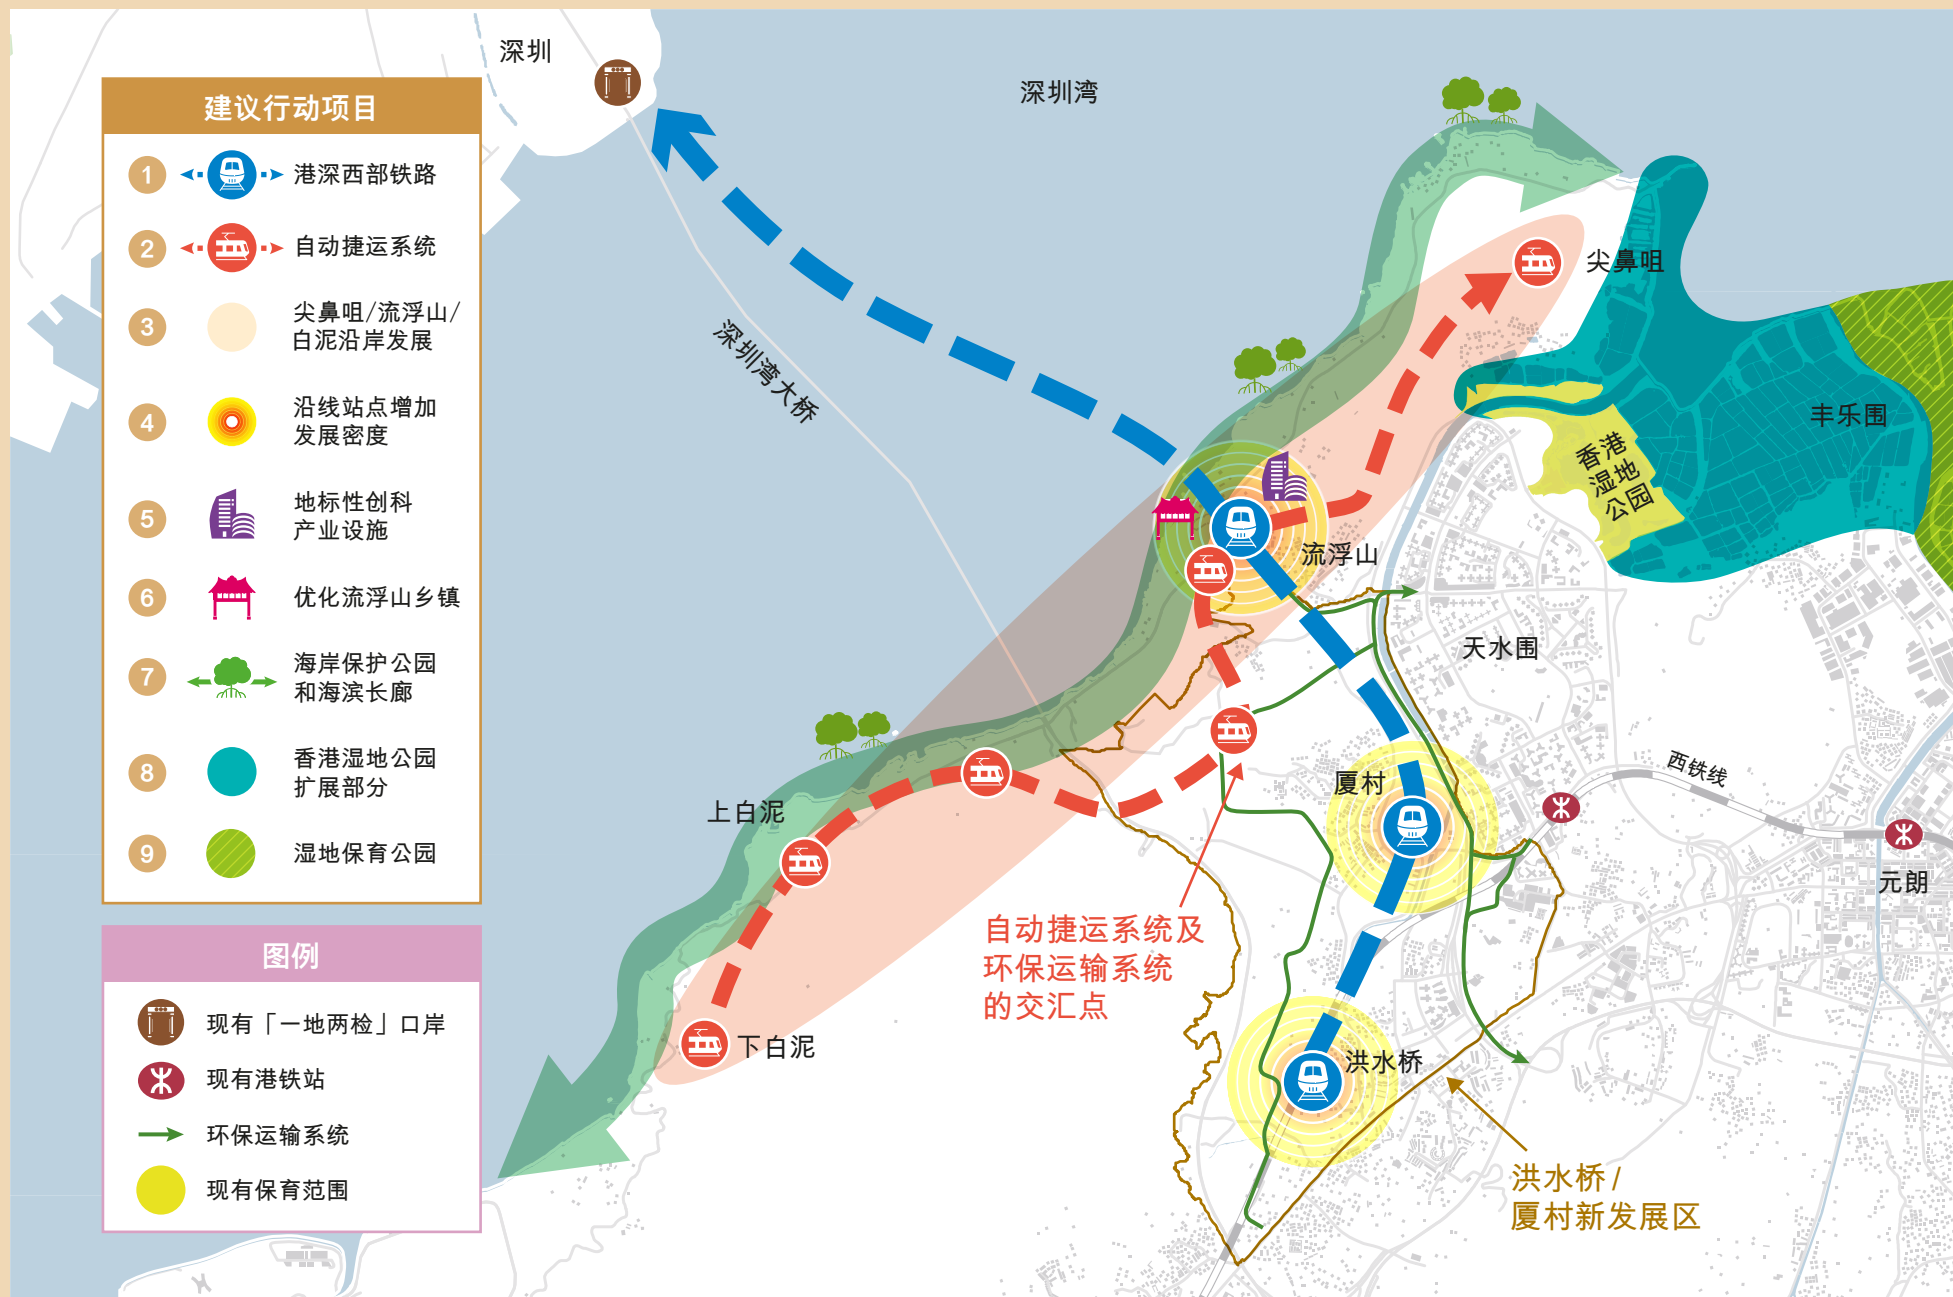 深圳
深圳湾
建议行动项目
1 港深西部铁路
2 自动捷运系统
3 尖鼻咀/流浮山/
白泥沿岸发展
4 沿线站点增加
发展密度
5 地标性创科
产业设施
6 优化流浮山乡镇
7 海岸保护公园
和海滨长廊
8 香港湿地公园
扩展部分
9 湿地保育公园
图例
现有「一地两检」口岸
现有港铁站
环保运输系统
现有保育范围
深圳湾大桥
尖鼻咀
丰乐围
香港
湿地
公园
流浮山
天水围
西铁线
厦村
上白泥
元朗
自动捷运系统及
环保运输系统
的交汇点
下白泥
洪水桥
洪水桥/
厦村新发展区